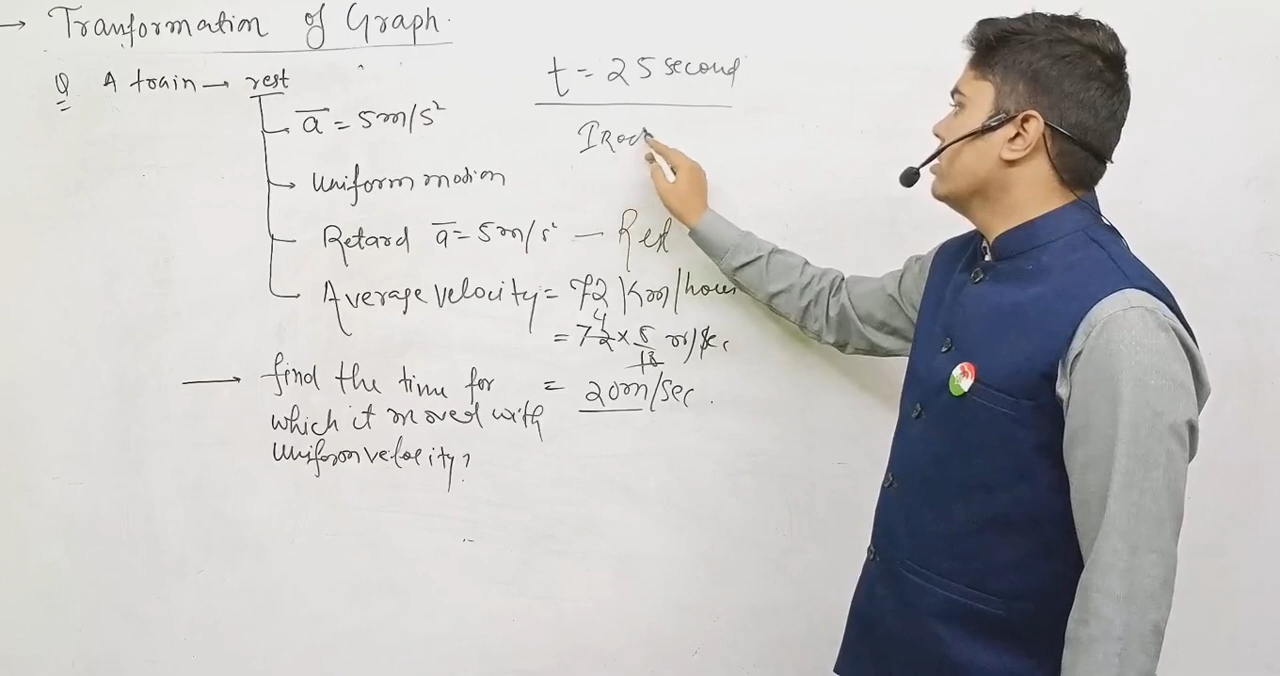 → Tranformation of Graph.
Q A train → rest
a = 5m/s²
Uniform motion
Retard a = 5m/s² — Rest
Average velocity = 72 Km/hour
= 72 × 5/18 m/sec
4
= 20m/sec.
→ find the time for
which it moved with
Uniform velocity?
t = 25 second